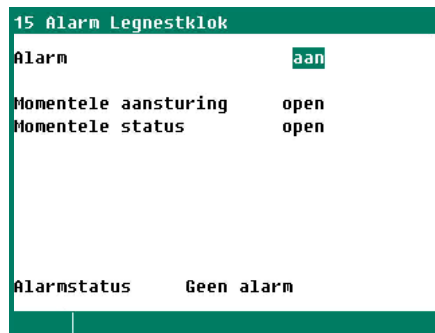 15 Alarm Legnestklok
Alarm aan
Momentele aansturing open
Momentele status open
Alarmstatus Geen alarm